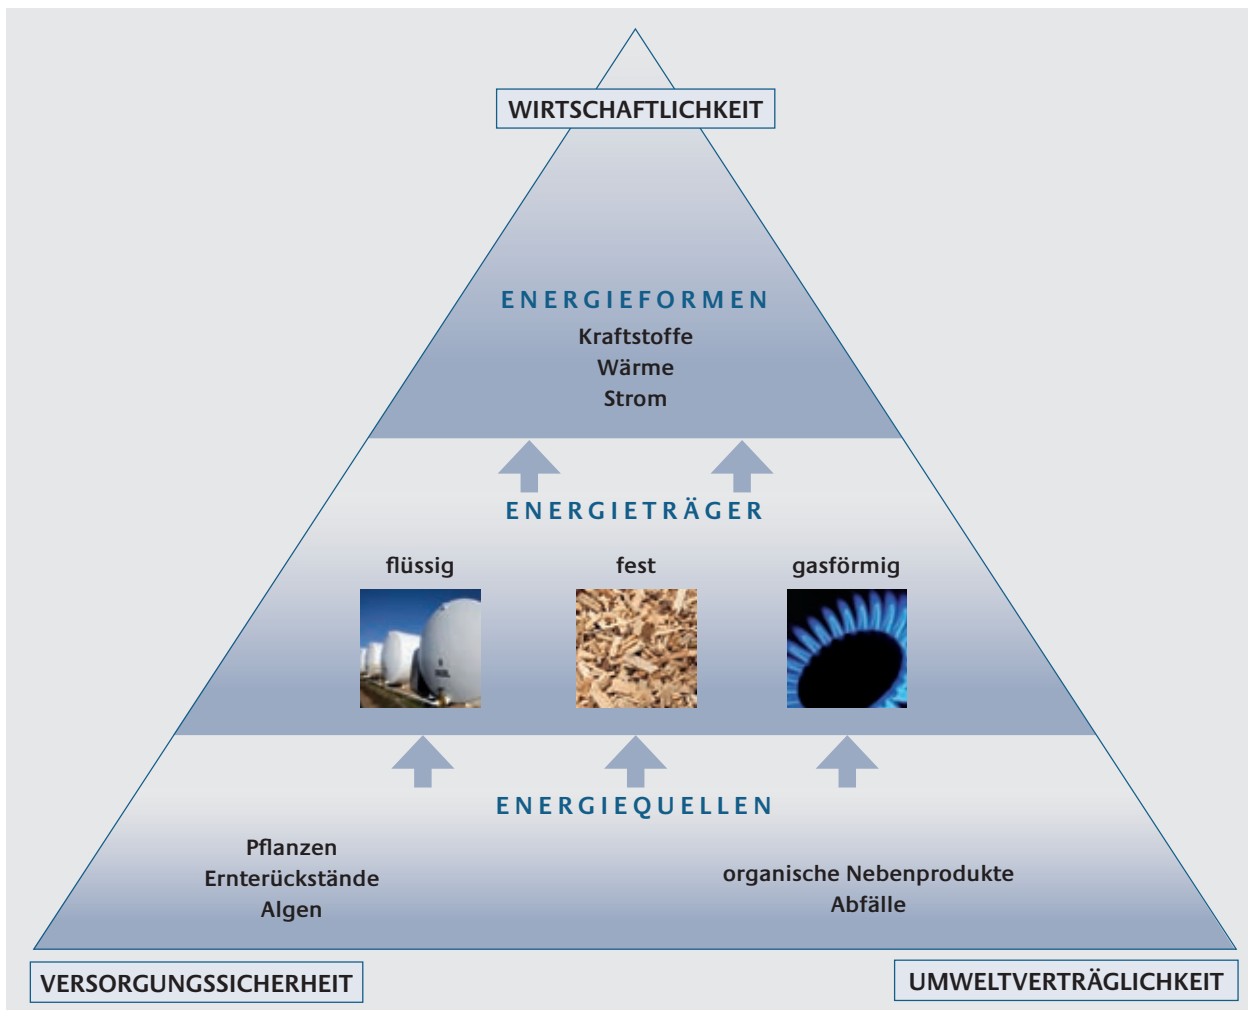 WIRTSCHAFTLICHKEIT
ENERGIEFORMEN
Kraftstoffe
Wärme
Strom
ENERGIETRÄGER
flüssig
fest
gasförmig
ENERGIEQUELLEN
Pflanzen
Ernterückstände
Algen
organische Nebenprodukte
Abfälle
VERSORGUNGSSICHERHEIT
UMWELTVERTRÄGLICHKEIT